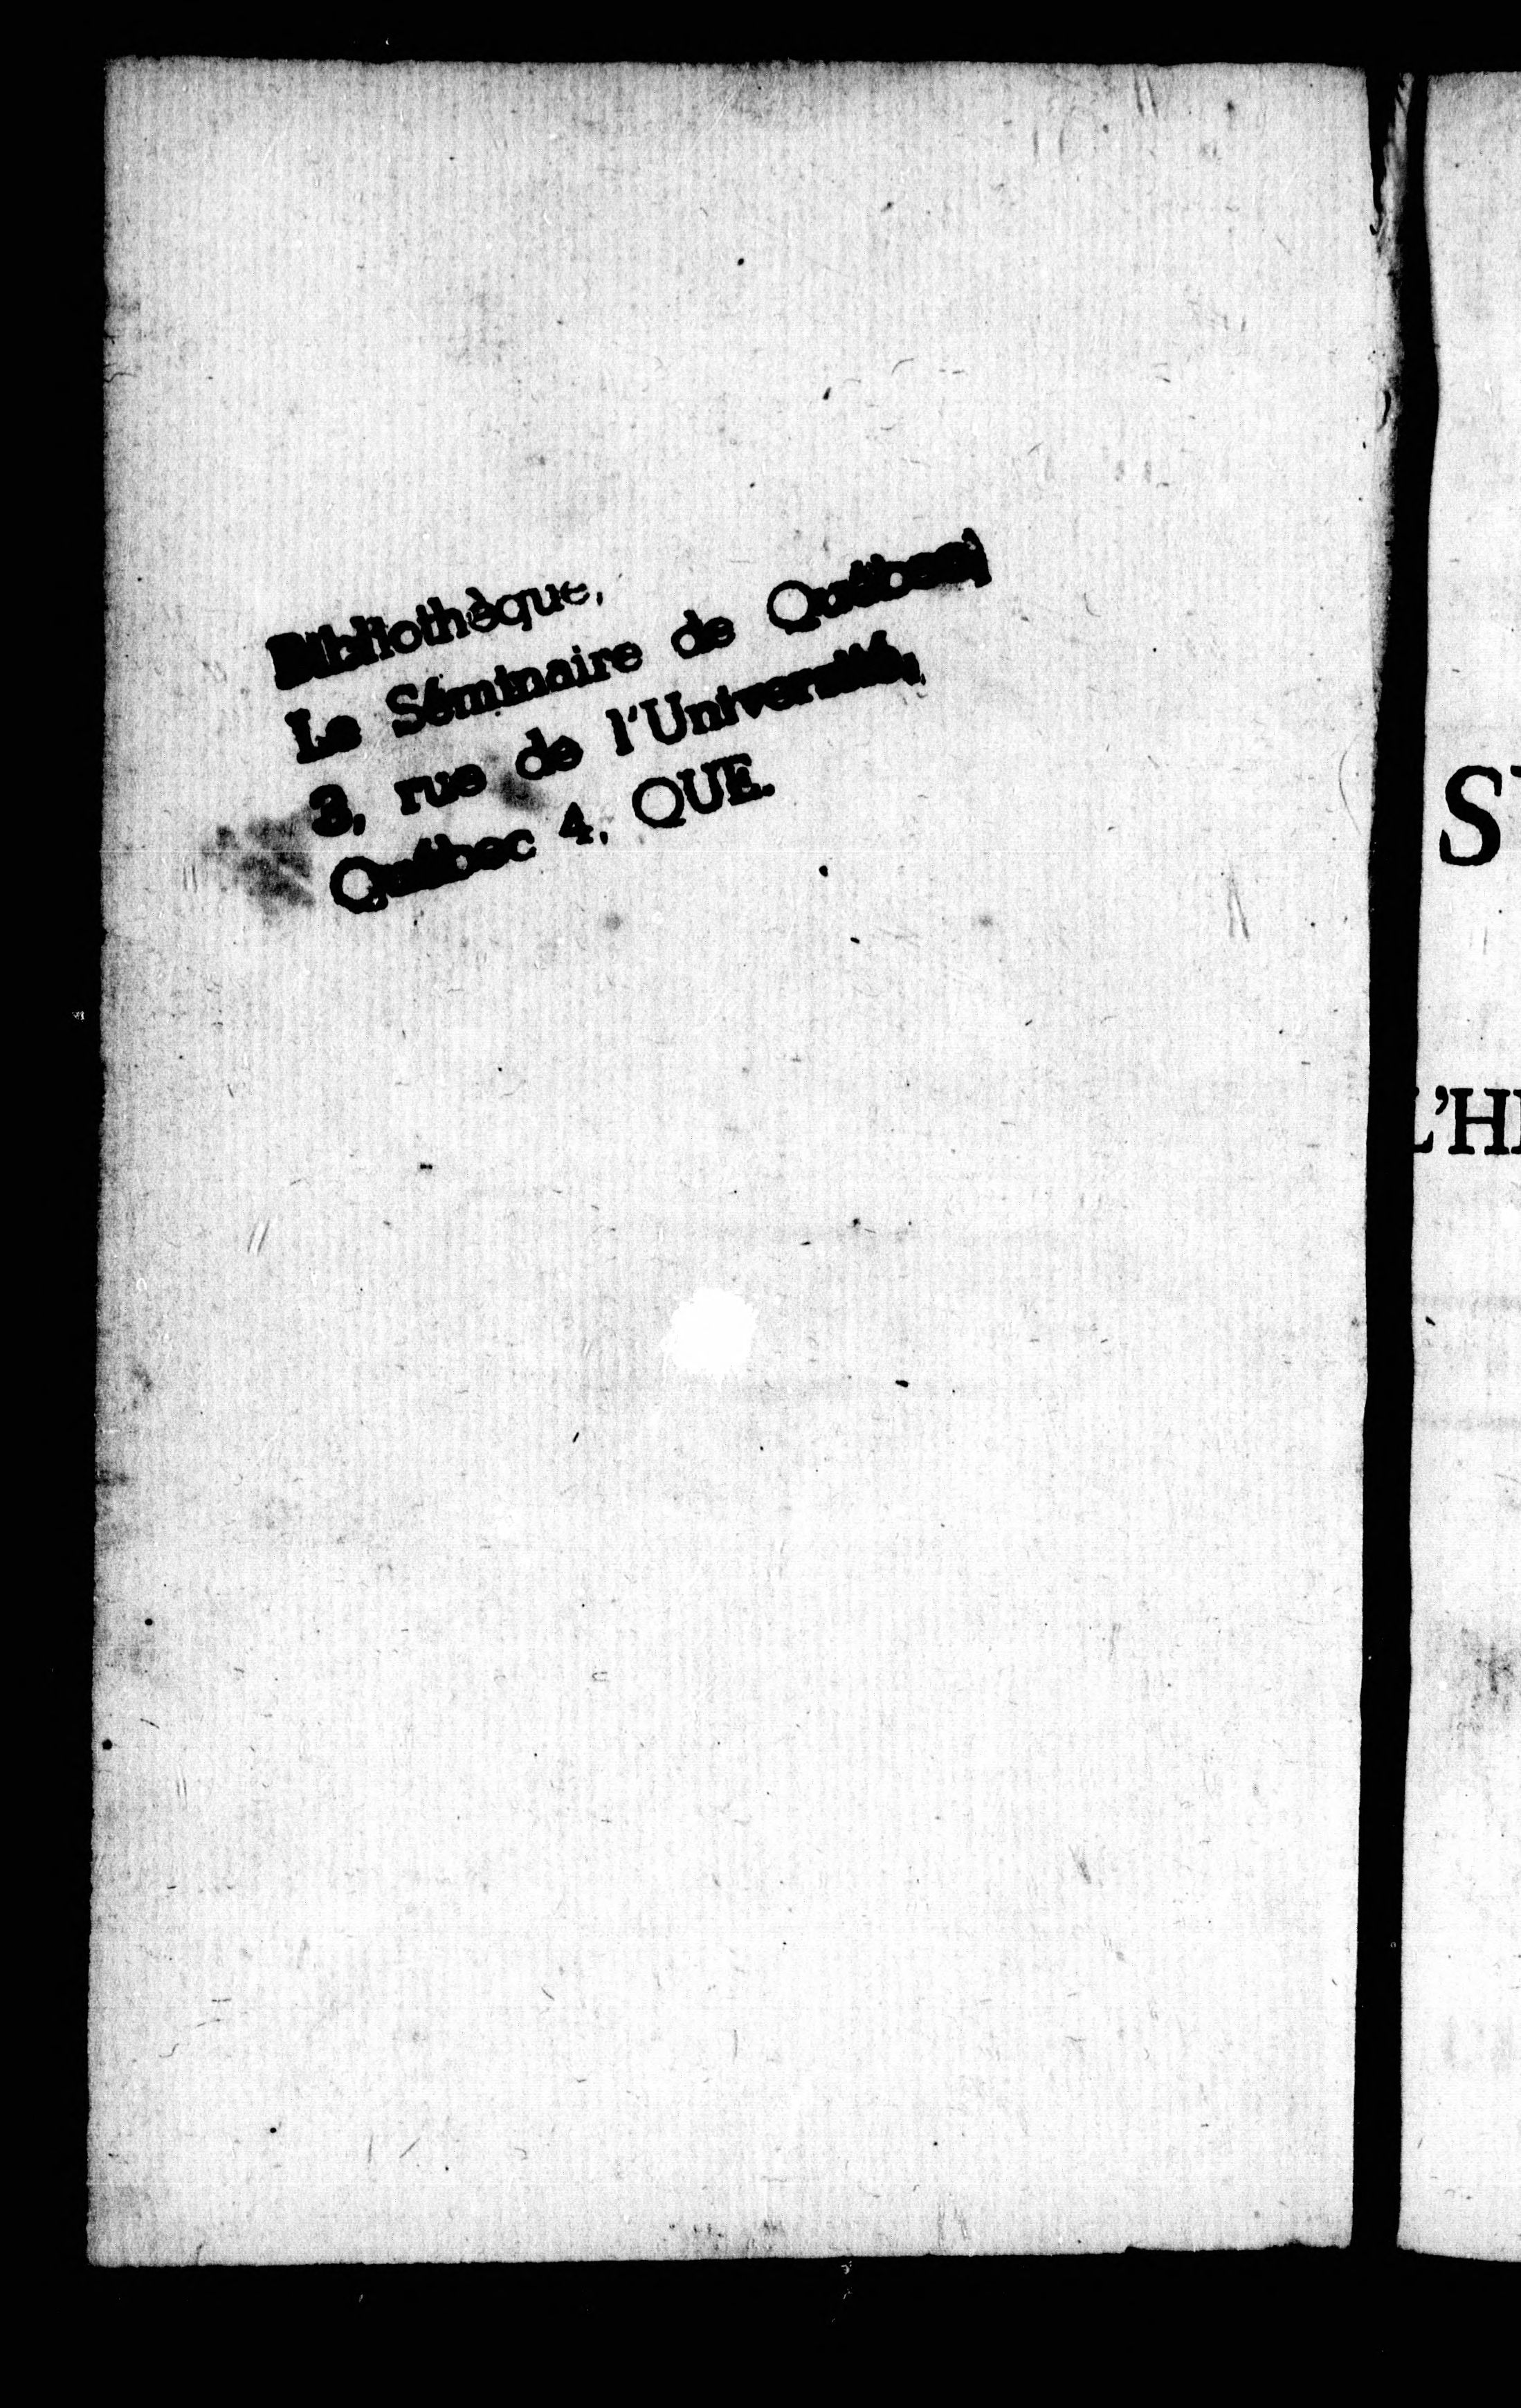 Bibliothèque,
Le Séminaire de Québec,
3, rue de l'Université,
Québec 4, QUE.
S
L'H